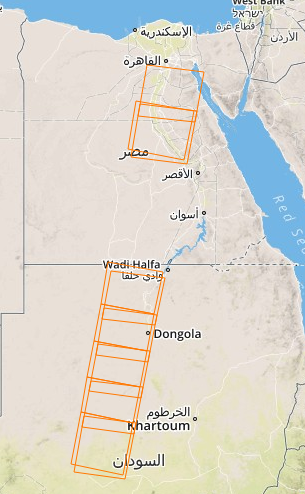 West Bank
الإسكندرية
ישראל
الأردن
قطاع غزة
القاهرة
مصر
الأقصر
أسوان
Red Se
Wadi Halfa
وادي حلفا
Dongola
الخرطوم
Khartoum
السودان